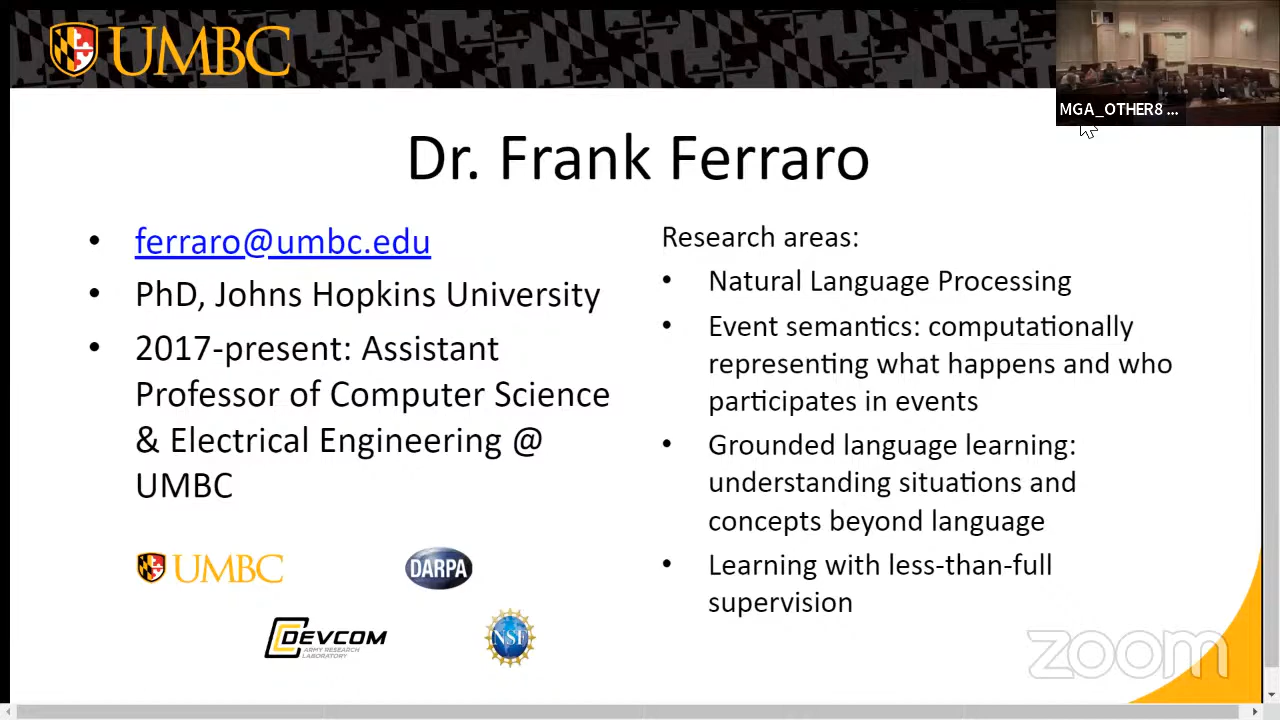 UMBC
MGA_OTHER8 ...
Dr. Frank Ferraro
• ferraro@umbc.edu
• PhD, Johns Hopkins University
• 2017-present: Assistant
Professor of Computer Science
& Electrical Engineering @
UMBC
Research areas:
• Natural Language Processing
• Event semantics: computationally
representing what happens and who
participates in events
• Grounded language learning:
understanding situations and
concepts beyond language
• Learning with less-than-full
supervision
UMBC
DARPA
DEVCOM
ARMY RESEARCH
LABORATORY
NSF
zoom